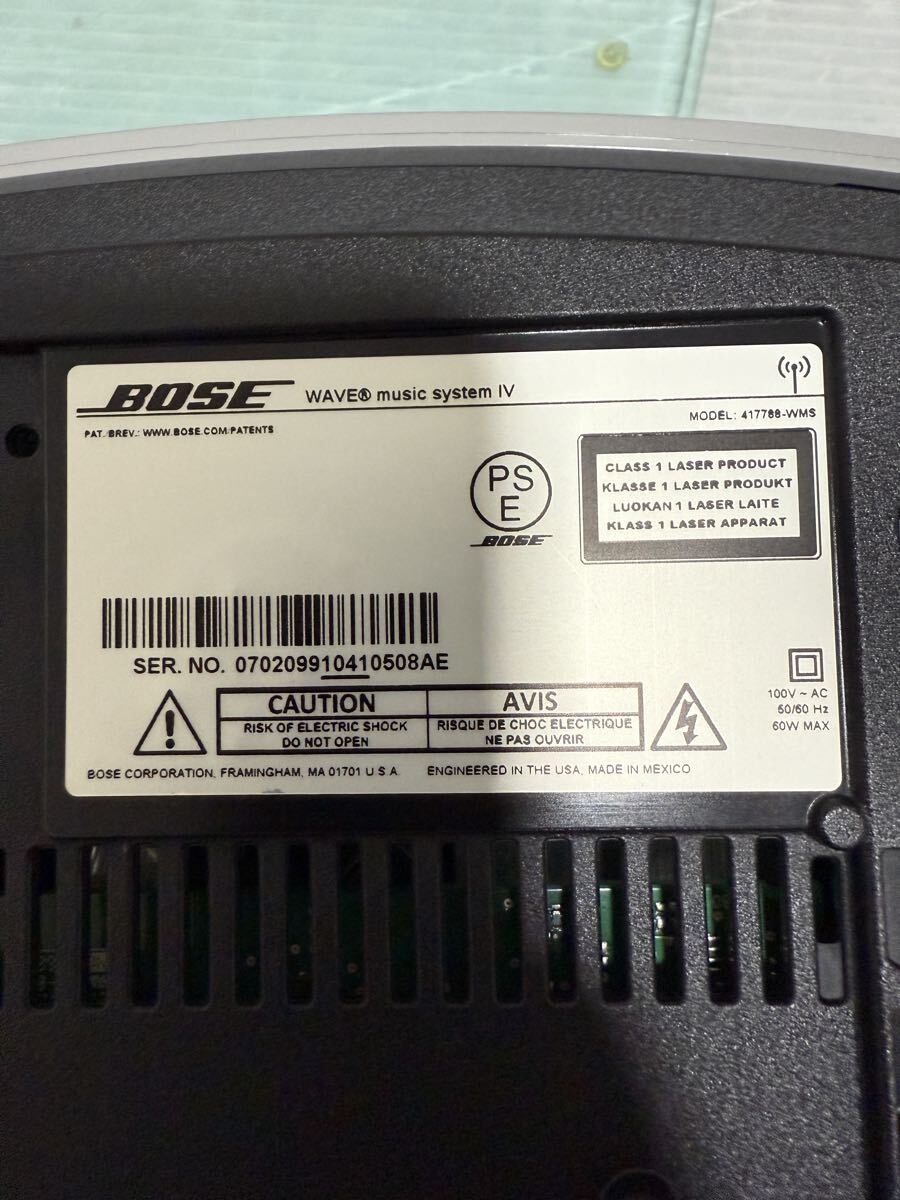 BOSE WAVE® music system IV
MODEL: 417788-WMS
PAT./BREV.: WWW.BOSE.COM/PATENTS
PS
E
BOSE
CLASS 1 LASER PRODUCT
KLASSE 1 LASER PRODUKT
LUOKAN 1 LASER LAITE
KLASS 1 LASER APPARAT
SER. NO. 070209910410508AE
CAUTION
RISK OF ELECTRIC SHOCK
DO NOT OPEN
AVIS
RISQUE DE CHOC ELECTRIQUE
NE PAS OUVRIR
100V ~ AC
50/60 Hz
60W MAX
BOSE CORPORATION, FRAMINGHAM, MA 01701 U S A
ENGINEERED IN THE USA, MADE IN MEXICO